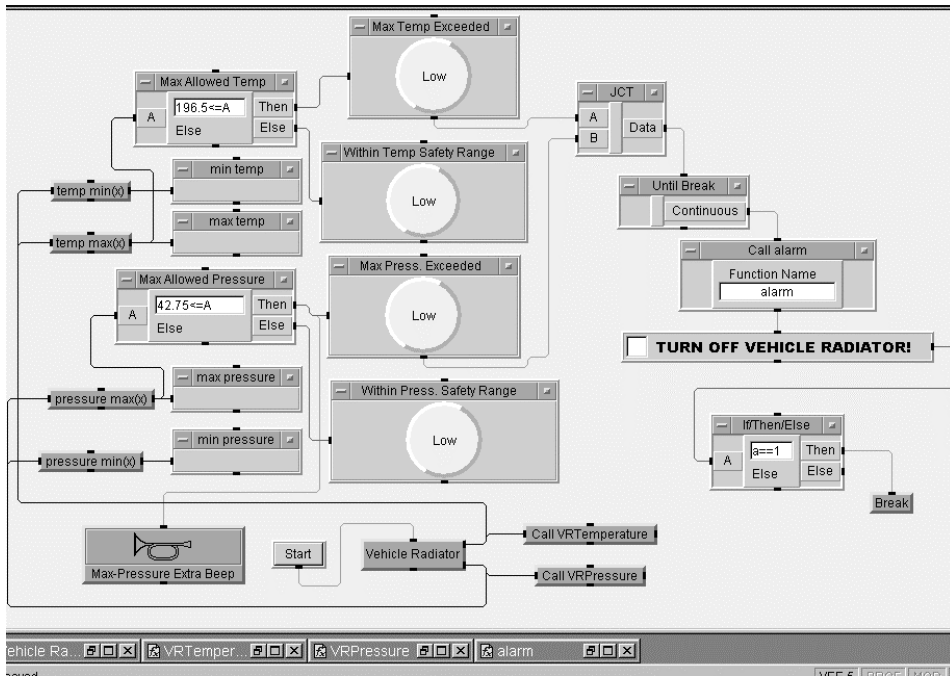 Max Temp Exceeded
Low
Max Allowed Temp
A
196.5<=A
Then
Else
Else
JCT
A
B
Data
Within Temp Safety Range
Low
min temp
temp min(x)
max temp
temp max(x)
Until Break
Continuous
Call alarm
Function Name
alarm
Max Press. Exceeded
Low
Max Allowed Pressure
A
42.75<=A
Then
Else
Else
TURN OFF VEHICLE RADIATOR!
max pressure
pressure max(x)
Within Press. Safety Range
Low
min pressure
pressure min(x)
If/Then/Else
A
a==1
Then
Else
Else
Break
Max-Pressure Extra Beep
Start
Vehicle Radiator
Call VRTemperature
Call VRPressure
ehicle Ra...
VRTemper...
VRPressure
alarm
VEE 5
PROF
MOD